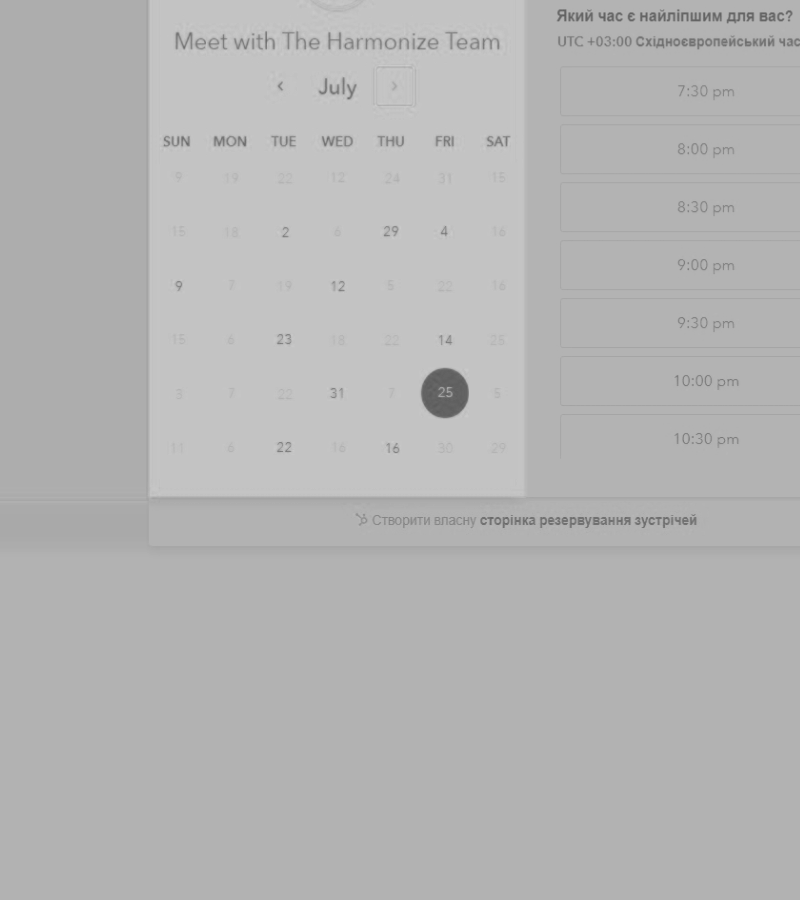 Meet with The Harmonize Team
July
SUN MON TUE WED THU FRI SAT
9 19 22 12 24 31 15
15 18 2 6 29 4 16
9 7 19 12 5 22 16
15 6 23 18 22 14 25
3 7 22 31 7 25 5
11 6 22 16 16 30 29
Який час є найліпшим для вас?
UTC +03:00 Східноєвропейський час
7:30 pm
8:00 pm
8:30 pm
9:00 pm
9:30 pm
10:00 pm
10:30 pm
Створити власну сторінка резервування зустрічей